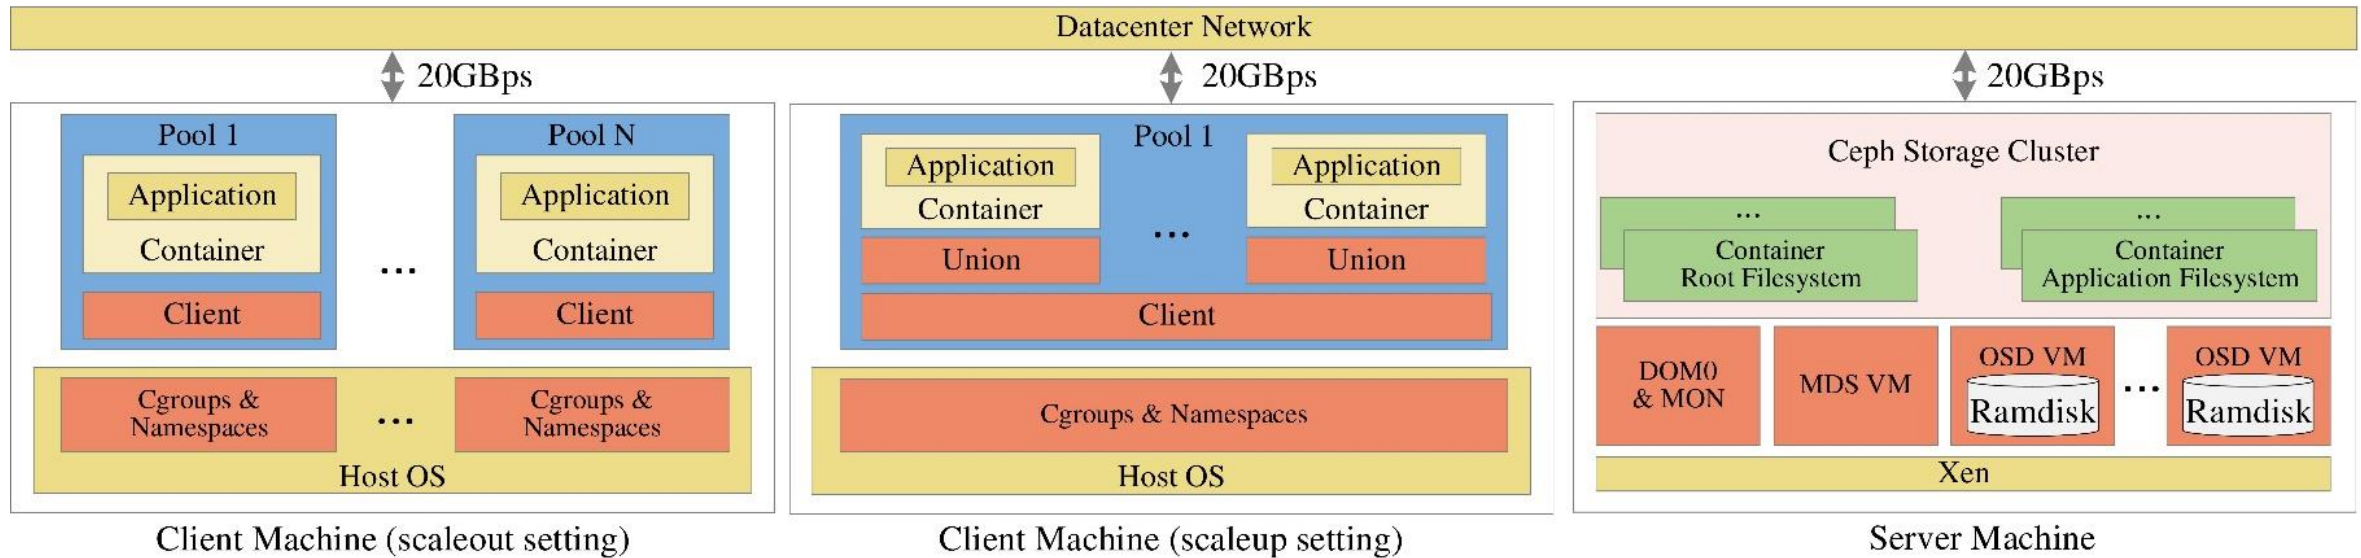 Datacenter Network
20GBps
20GBps
20GBps
Pool 1
Application
Container
Client
...
Pool N
Application
Container
Client
Cgroups &
Namespaces
...
Cgroups &
Namespaces
Host OS
Client Machine (scaleout setting)
Pool 1
Application
Container
Union
...
Application
Container
Union
Client
Cgroups & Namespaces
Host OS
Client Machine (scaleup setting)
Ceph Storage Cluster
...
Container
Root Filesystem
...
Container
Application Filesystem
DOM0
& MON
MDS VM
OSD VM
Ramdisk
...
OSD VM
Ramdisk
Xen
Server Machine